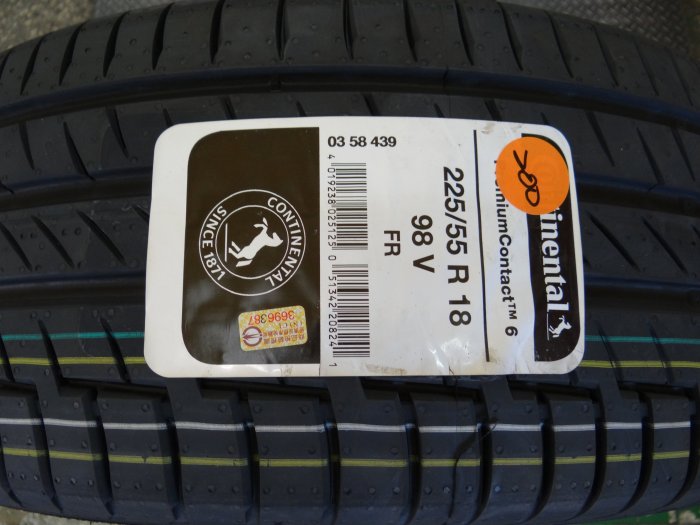 Continental
PremiumContact™ 6
225/55 R 18
98 V
FR
03 58 439
4 019238 025125
0 51342 20824 1
CONTINENTAL
SINCE 1871
3696387